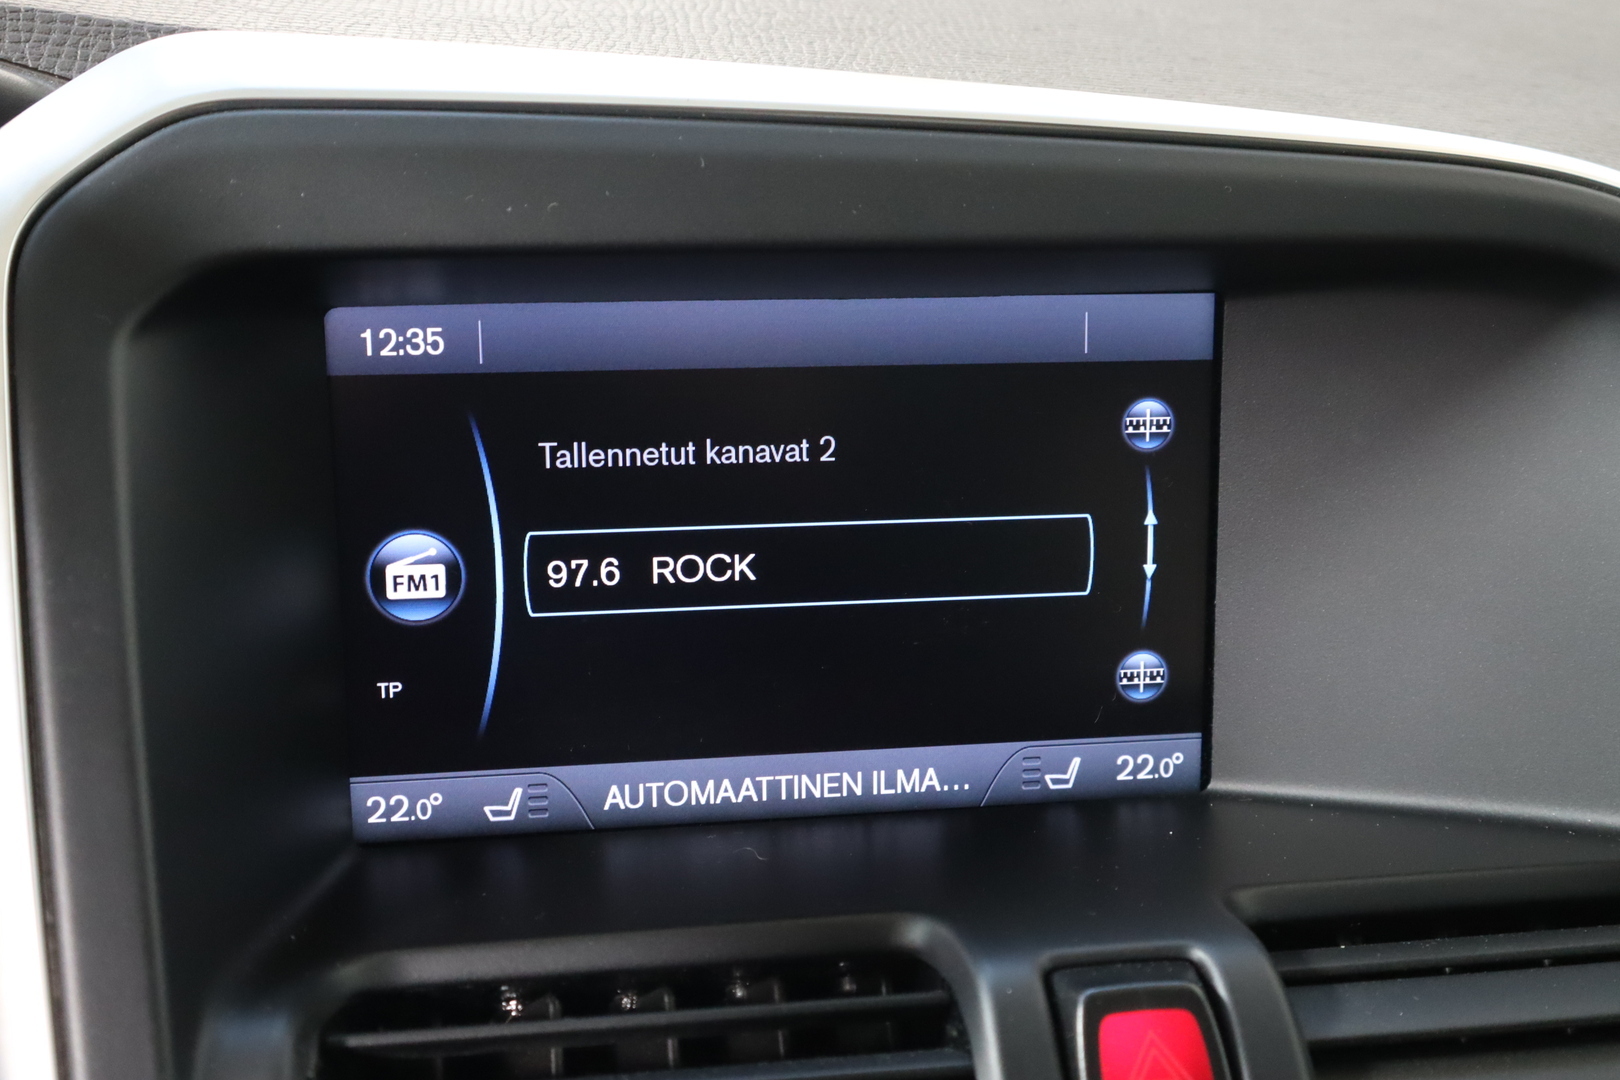 12:35
Tallennetut kanavat 2
97.6 ROCK
FM1
TP
22.0° AUTOMAATTINEN ILMA... 22.0°